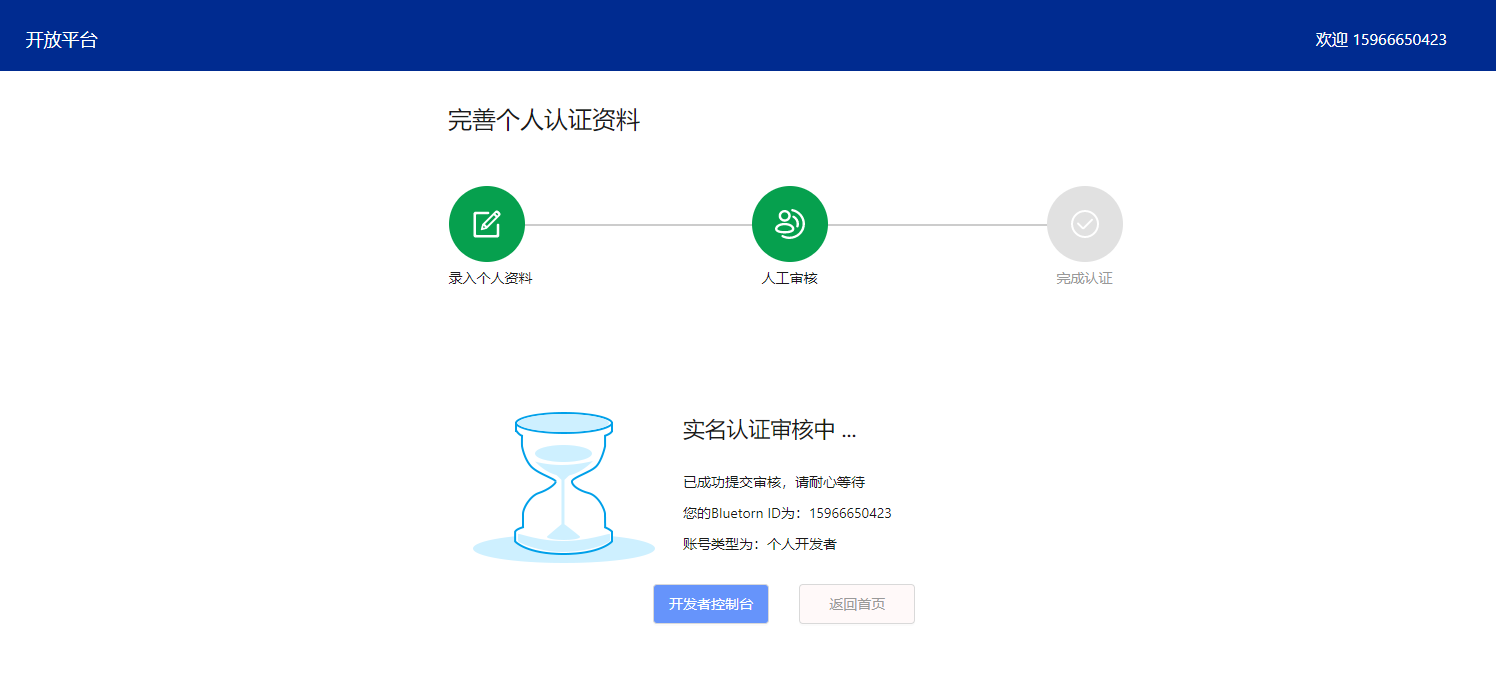 开放平台
欢迎 15966650423
完善个人认证资料
录入个人资料
人工审核
完成认证
实名认证审核中 ...
已成功提交审核，请耐心等待
您的Bluetorn ID为：15966650423
账号类型为：个人开发者
开发者控制台
返回首页